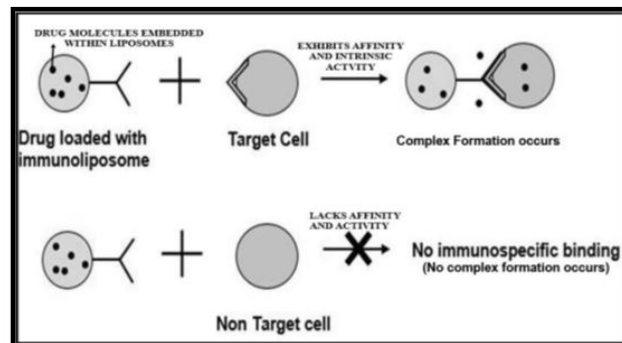 DRUG MOLECULES EMBEDDED
WITHIN LIPOSOMES
EXHIBITS AFFINITY
AND INTRINSIC
ACTVITY
Drug loaded with
immunoliposome
Target Cell
Complex Formation occurs
LACKS AFFINITY
AND ACTIVITY
No immunospecific binding
(No complex formation occurs)
Non Target cell